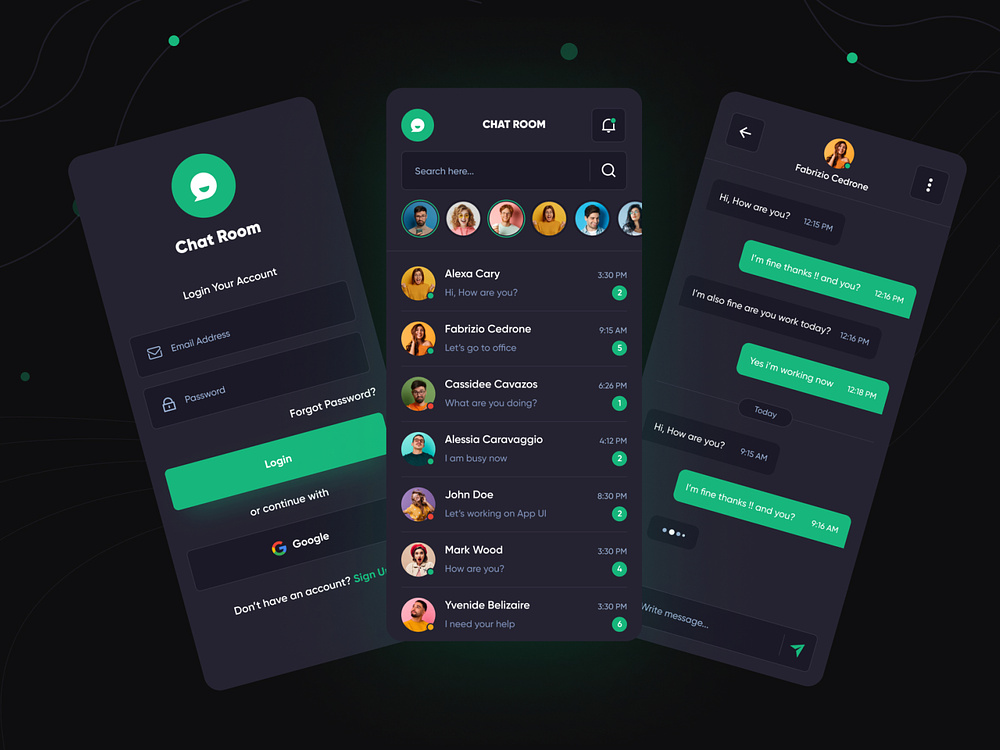 Chat Room
Login Your Account
Email Address
Password
Forgot Password?
Login
or continue with
Google
Don't have an account? Sign U
CHAT ROOM
Search here...
Alexa Cary 3:30 PM
Hi, How are you? 2
Fabrizio Cedrone 9:15 AM
Let's go to office 5
Cassidee Cavazos 6:26 PM
What are you doing? 1
Alessia Caravaggio 4:12 PM
I am busy now 2
John Doe 8:30 PM
Let's working on App UI 2
Mark Wood 3:30 PM
How are you? 4
Yvenide Belizaire 3:30 PM
I need your help 6
Fabrizio Cedrone
Hi, How are you? 12:15 PM
I'm fine thanks !! and you? 12:16 PM
I'm also fine are you work today? 12:16 PM
Yes i'm working now 12:18 PM
Today
Hi, How are you? 9:15 AM
I'm fine thanks !! and you? 9:16 AM
Write message...